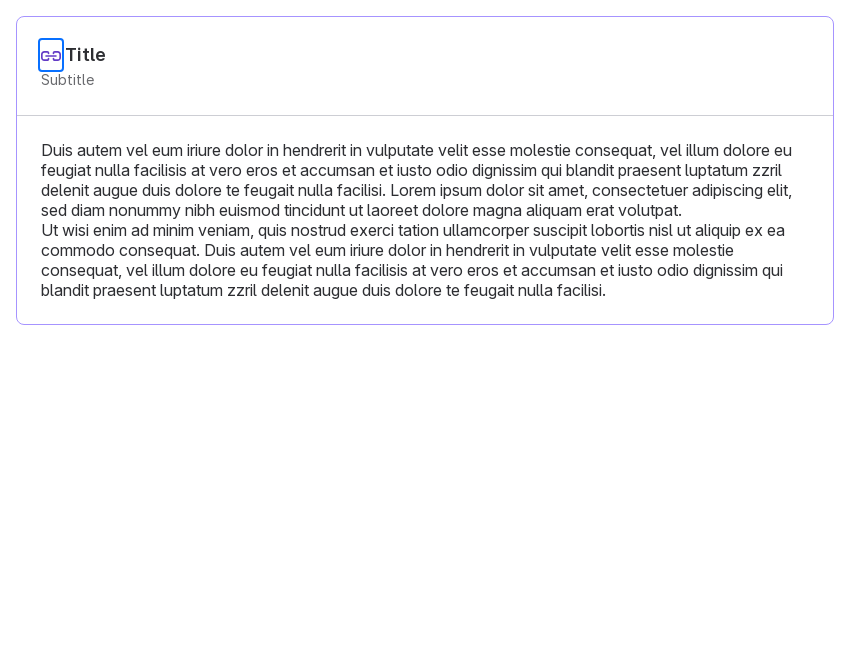 Title
Subtitle
Duis autem vel eum iriure dolor in hendrerit in vulputate velit esse molestie consequat, vel illum dolore eu
feugiat nulla facilisis at vero eros et accumsan et iusto odio dignissim qui blandit praesent luptatum zzril
delenit augue duis dolore te feugait nulla facilisi. Lorem ipsum dolor sit amet, consectetuer adipiscing elit,
sed diam nonummy nibh euismod tincidunt ut laoreet dolore magna aliquam erat volutpat.
Ut wisi enim ad minim veniam, quis nostrud exerci tation ullamcorper suscipit lobortis nisl ut aliquip ex ea
commodo consequat. Duis autem vel eum iriure dolor in hendrerit in vulputate velit esse molestie
consequat, vel illum dolore eu feugiat nulla facilisis at vero eros et accumsan et iusto odio dignissim qui
blandit praesent luptatum zzril delenit augue duis dolore te feugait nulla facilisi.